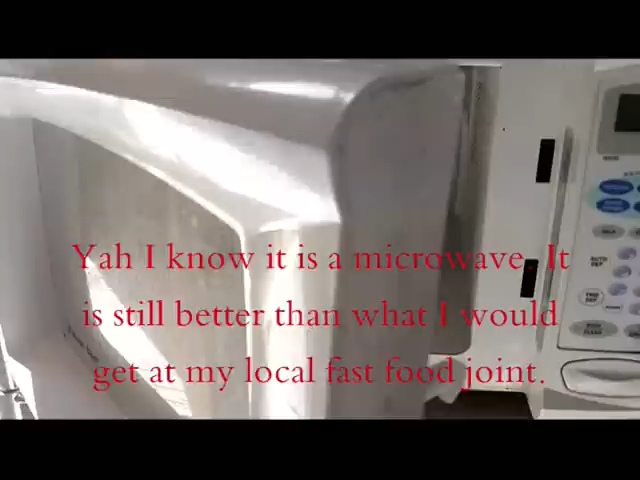 Yah I know it is a microwave. It
is still better than what I would
get at my local fast food joint.